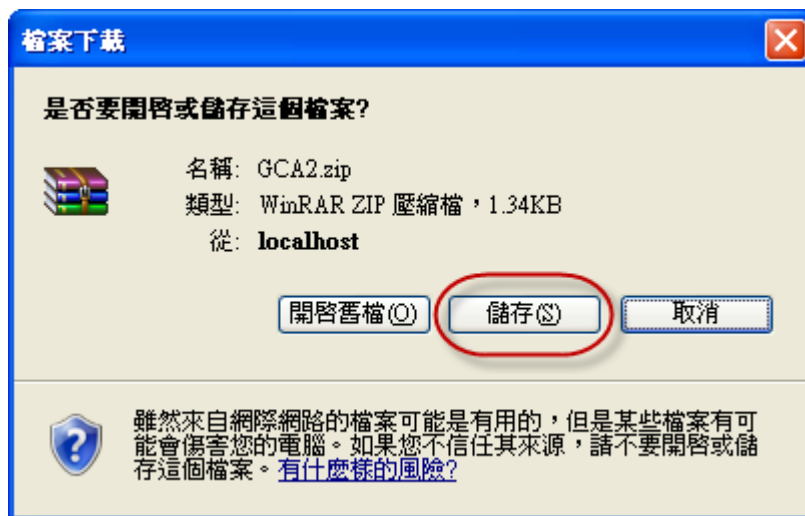 檔案下載
是否要開啓或儲存這個檔案?
名稱: GCA2.zip
類型: WinRAR ZIP 壓縮檔，1.34KB
從: localhost
開啓舊檔(O) 儲存(S) 取消
雖然來自網際網路的檔案可能是有用的，但是某些檔案有可
能會傷害您的電腦。如果您不信任其來源，請不要開啓或儲
存這個檔案。有什麼樣的風險?